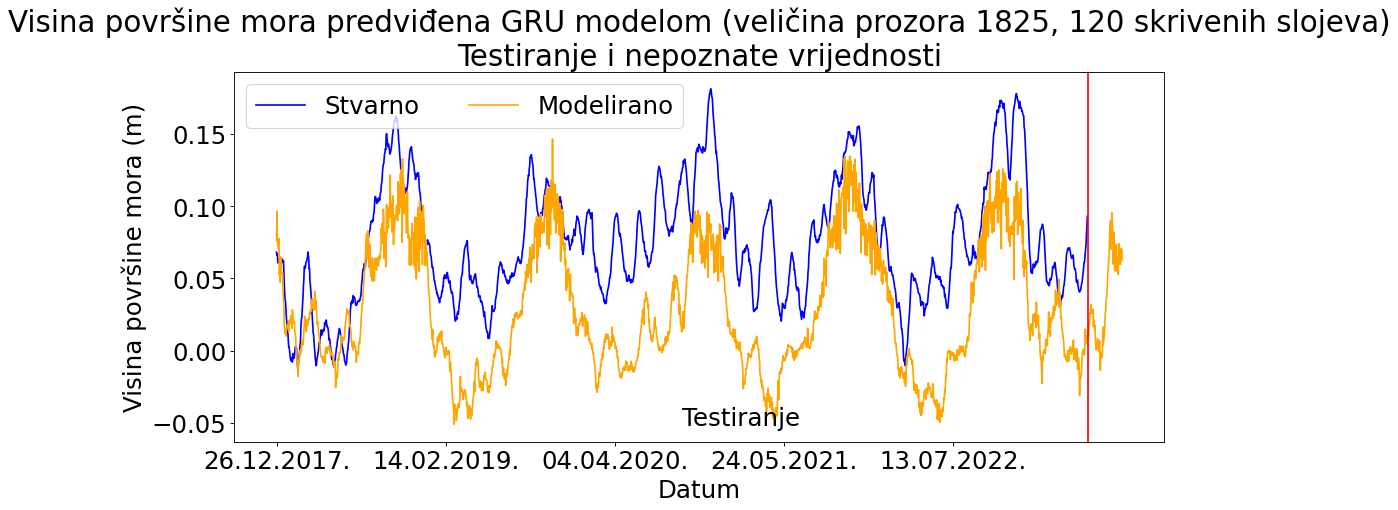 Visina površine mora predviđena GRU modelom (veličina prozora 1825, 120 skrivenih slojeva)
Testiranje i nepoznate vrijednosti
Stvarno
Modelirano
Visina površine mora (m)
0.15
0.10
0.05
0.00
−0.05
Testiranje
26.12.2017.
14.02.2019.
04.04.2020.
24.05.2021.
13.07.2022.
Datum